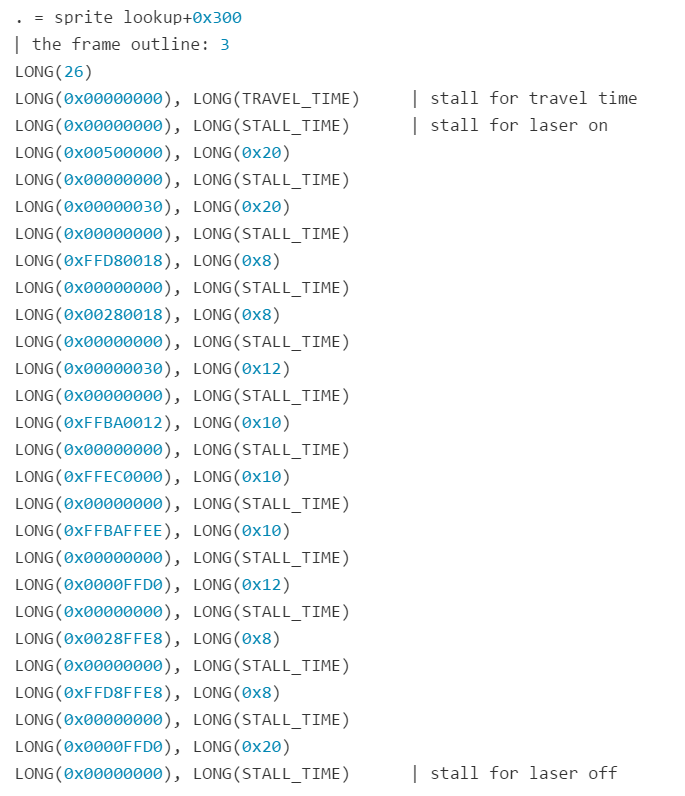 . = sprite lookup+0x300
| the frame outline: 3
LONG(26)
LONG(0x00000000), LONG(TRAVEL_TIME)     | stall for travel time
LONG(0x00000000), LONG(STALL_TIME)      | stall for laser on
LONG(0x00500000), LONG(0x20)
LONG(0x00000000), LONG(STALL_TIME)
LONG(0x00000030), LONG(0x20)
LONG(0x00000000), LONG(STALL_TIME)
LONG(0xFFD80018), LONG(0x8)
LONG(0x00000000), LONG(STALL_TIME)
LONG(0x00280018), LONG(0x8)
LONG(0x00000000), LONG(STALL_TIME)
LONG(0x00000030), LONG(0x12)
LONG(0x00000000), LONG(STALL_TIME)
LONG(0xFFBA0012), LONG(0x10)
LONG(0x00000000), LONG(STALL_TIME)
LONG(0xFFEC0000), LONG(0x10)
LONG(0x00000000), LONG(STALL_TIME)
LONG(0xFFBAFFEE), LONG(0x10)
LONG(0x00000000), LONG(STALL_TIME)
LONG(0x0000FFD0), LONG(0x12)
LONG(0x00000000), LONG(STALL_TIME)
LONG(0x0028FFE8), LONG(0x8)
LONG(0x00000000), LONG(STALL_TIME)
LONG(0xFFD8FFE8), LONG(0x8)
LONG(0x00000000), LONG(STALL_TIME)
LONG(0x0000FFD0), LONG(0x20)
LONG(0x00000000), LONG(STALL_TIME)      | stall for laser off